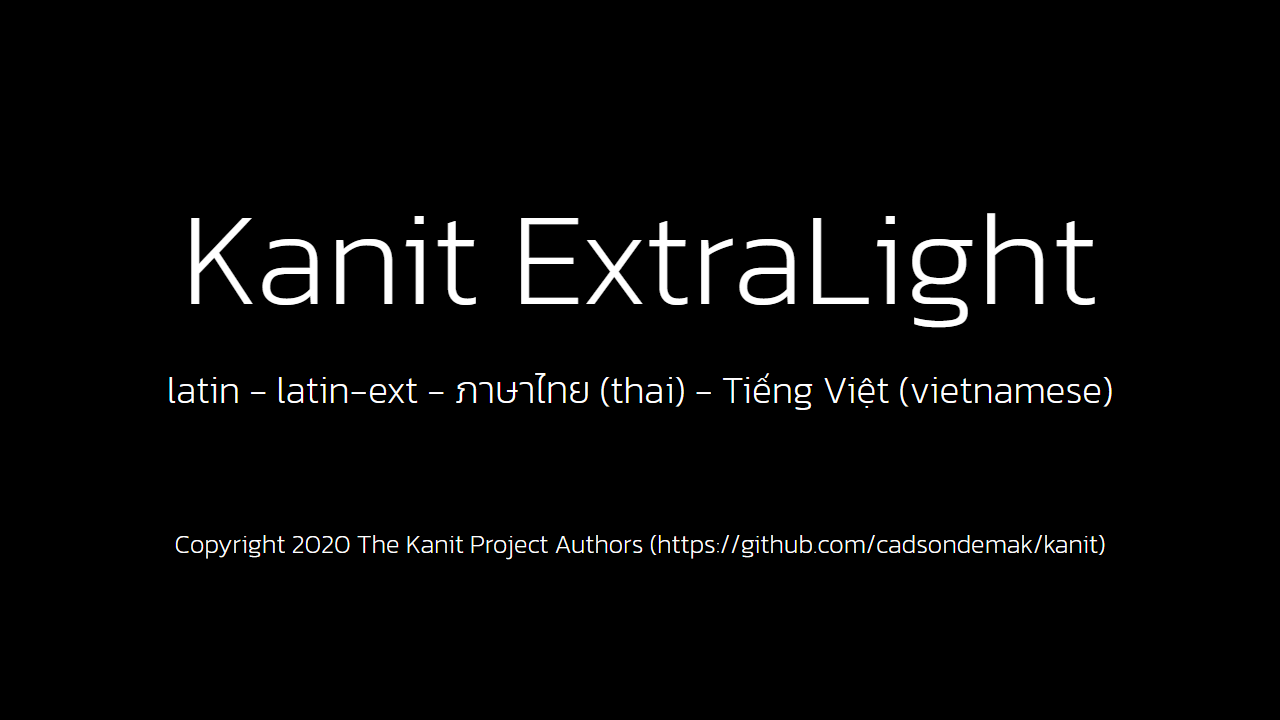 Kanit ExtraLight
latin - latin-ext - ภาษาไทย (thai) - Tiếng Việt (vietnamese)
Copyright 2020 The Kanit Project Authors (https://github.com/cadsondemak/kanit)